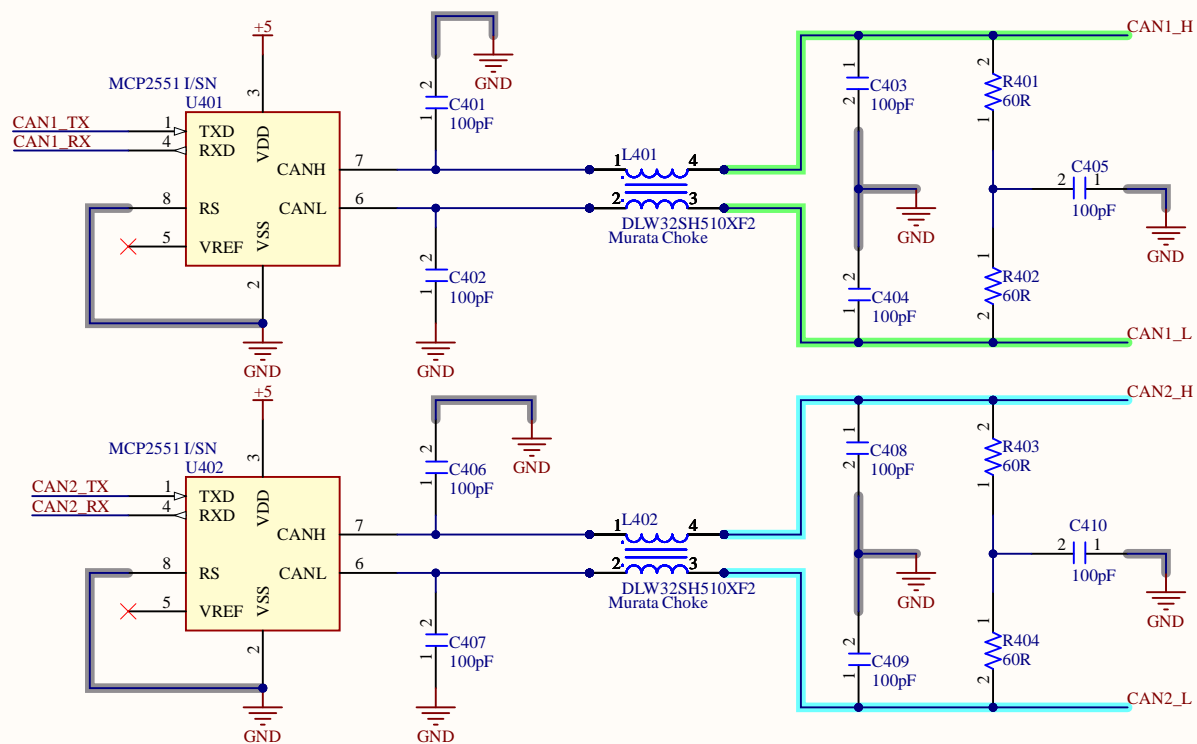 +5
MCP2551 I/SN
U401
3
VDD
CAN1_TX
1
TXD
CAN1_RX
4
RXD
CANH
7
8
RS
CANL
6
5
VREF
VSS
2
GND
GND
2
C401
1
100pF
2
C402
1
100pF
GND
L401
1
4
2
3
DLW32SH510XF2
Murata Choke
CAN1_H
1
C403
2
100pF
2
R401
60R
1
GND
C405
2
1
100pF
GND
2
C404
1
100pF
1
R402
60R
2
CAN1_L
+5
MCP2551 I/SN
U402
3
VDD
CAN2_TX
1
TXD
CAN2_RX
4
RXD
CANH
7
8
RS
CANL
6
5
VREF
VSS
2
GND
GND
2
C406
1
100pF
2
C407
1
100pF
GND
L402
1
4
2
3
DLW32SH510XF2
Murata Choke
CAN2_H
1
C408
2
100pF
2
R403
60R
1
GND
C410
2
1
100pF
GND
2
C409
1
100pF
1
R404
60R
2
CAN2_L